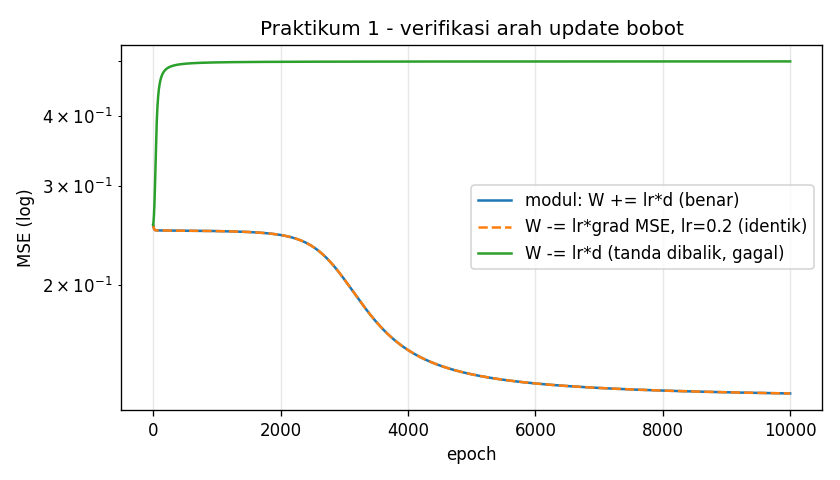 Praktikum 1 - verifikasi arah update bobot
MSE (log)
4 × 10⁻¹
3 × 10⁻¹
2 × 10⁻¹
modul: W += lr*d (benar)
W -= lr*grad MSE, lr=0.2 (identik)
W -= lr*d (tanda dibalik, gagal)
0 2000 4000 6000 8000 10000
epoch